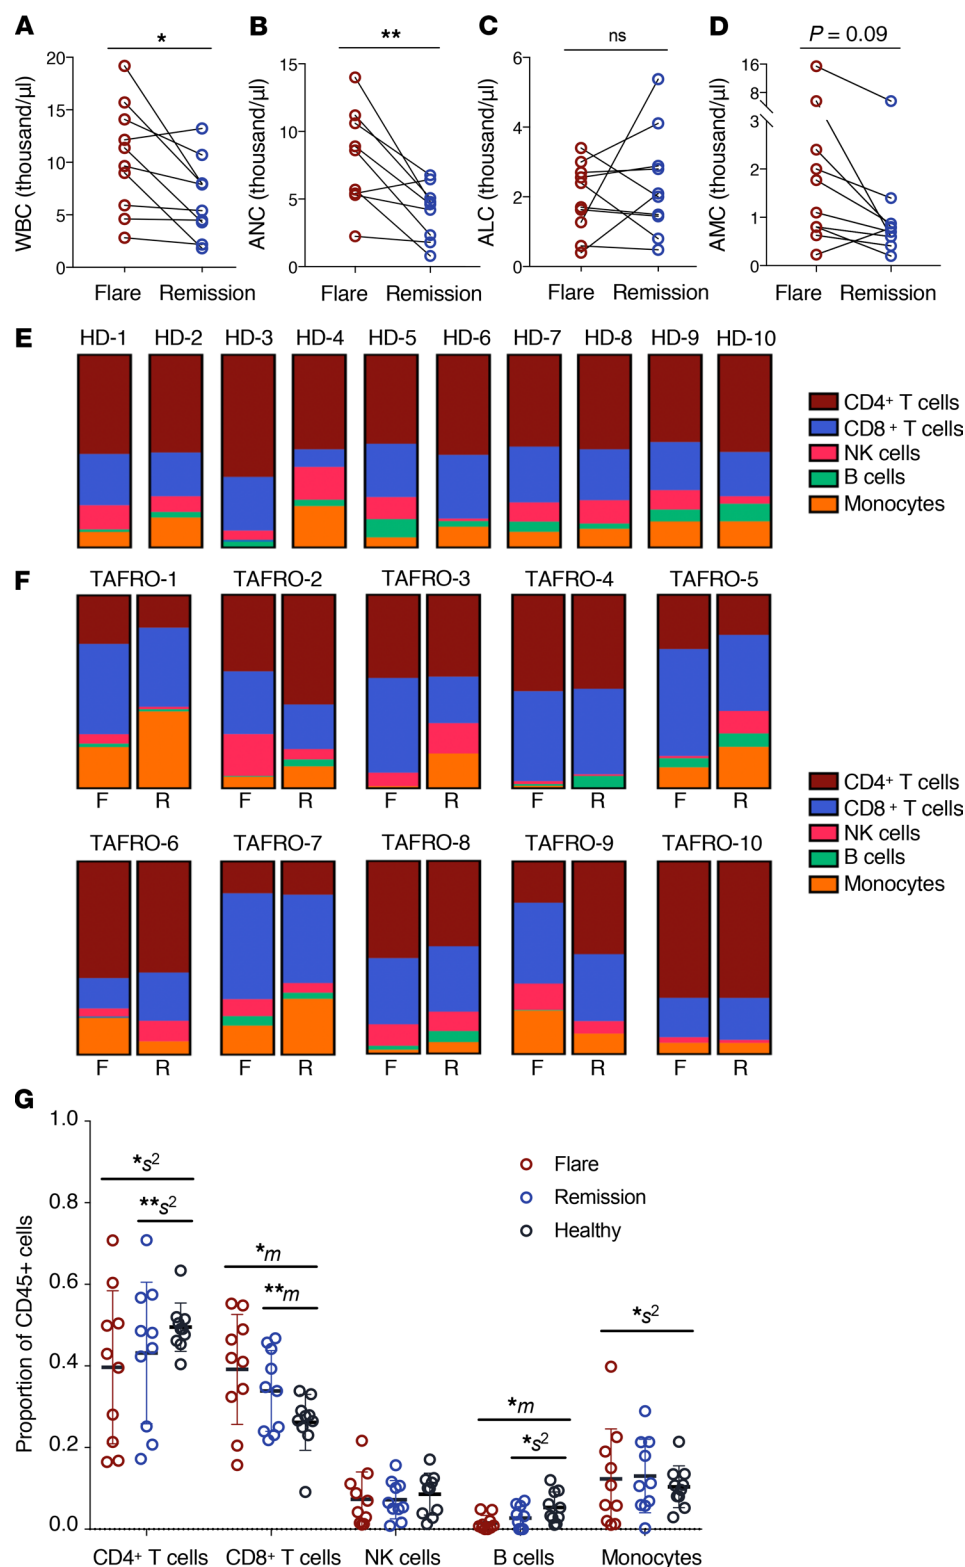 A
B
C
D
*
**
ns
P = 0.09
WBC (thousand/µl)
20
15
10
5
0
Flare Remission
ANC (thousand/µl)
15
10
5
0
Flare Remission
ALC (thousand/µl)
6
4
2
0
Flare Remission
AMC (thousand/µl)
16
8
3
2
1
0
Flare Remission
E
HD-1 HD-2 HD-3 HD-4 HD-5 HD-6 HD-7 HD-8 HD-9 HD-10
CD4+ T cells
CD8+ T cells
NK cells
B cells
Monocytes
F
TAFRO-1 TAFRO-2 TAFRO-3 TAFRO-4 TAFRO-5
F R F R F R F R F R
CD4+ T cells
CD8+ T cells
NK cells
B cells
Monocytes
TAFRO-6 TAFRO-7 TAFRO-8 TAFRO-9 TAFRO-10
F R F R F R F R F R
G
Proportion of CD45+ cells
1.0
0.8
0.6
0.4
0.2
0.0
*s²
**s²
*m
**m
*m
*s²
*s²
Flare
Remission
Healthy
CD4+ T cells CD8+ T cells NK cells B cells Monocytes